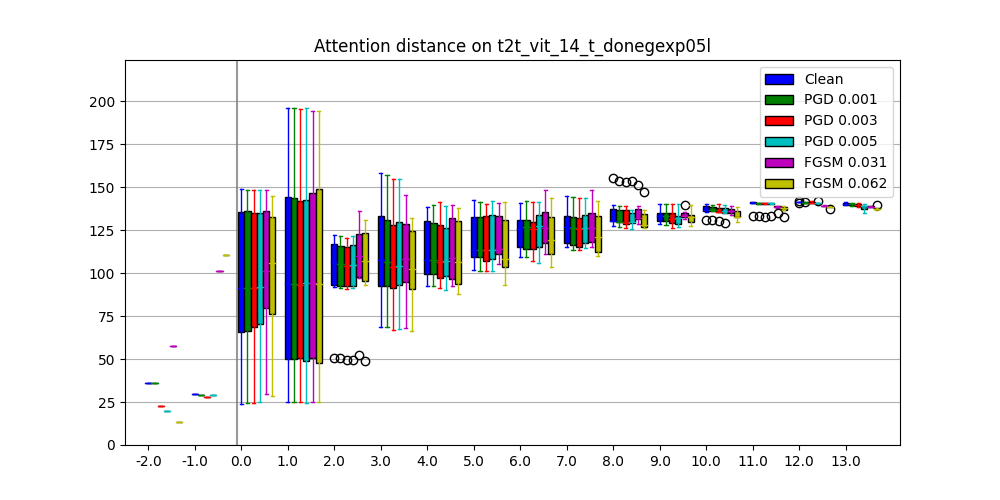 Attention distance on t2t_vit_14_t_donegexp05l
Clean
PGD 0.001
PGD 0.003
PGD 0.005
FGSM 0.031
FGSM 0.062
200
175
150
125
100
75
50
25
0
-2.0 -1.0 0.0 1.0 2.0 3.0 4.0 5.0 6.0 7.0 8.0 9.0 10.0 11.0 12.0 13.0